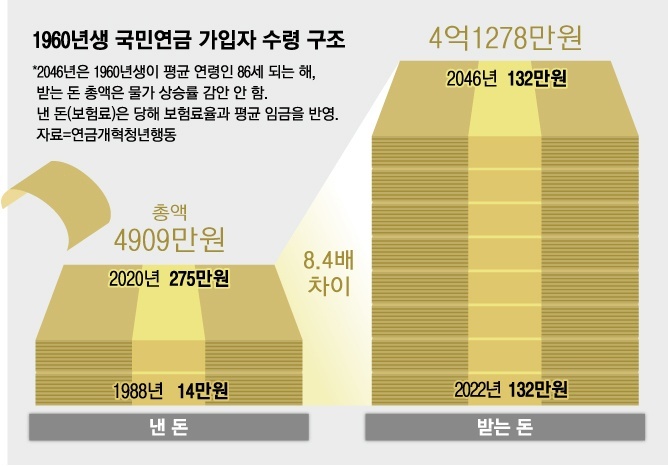 1960년생 국민연금 가입자 수령 구조
*2046년은 1960년생이 평균 연령인 86세 되는 해,
받는 돈 총액은 물가 상승률 감안 안 함.
낸 돈(보험료)은 당해 보험료율과 평균 임금을 반영.
자료=연금개혁청년행동
총액
4909만원
2020년 275만원
1988년 14만원
낸 돈
8.4배
차이
4억1278만원
2046년 132만원
2022년 132만원
받는 돈